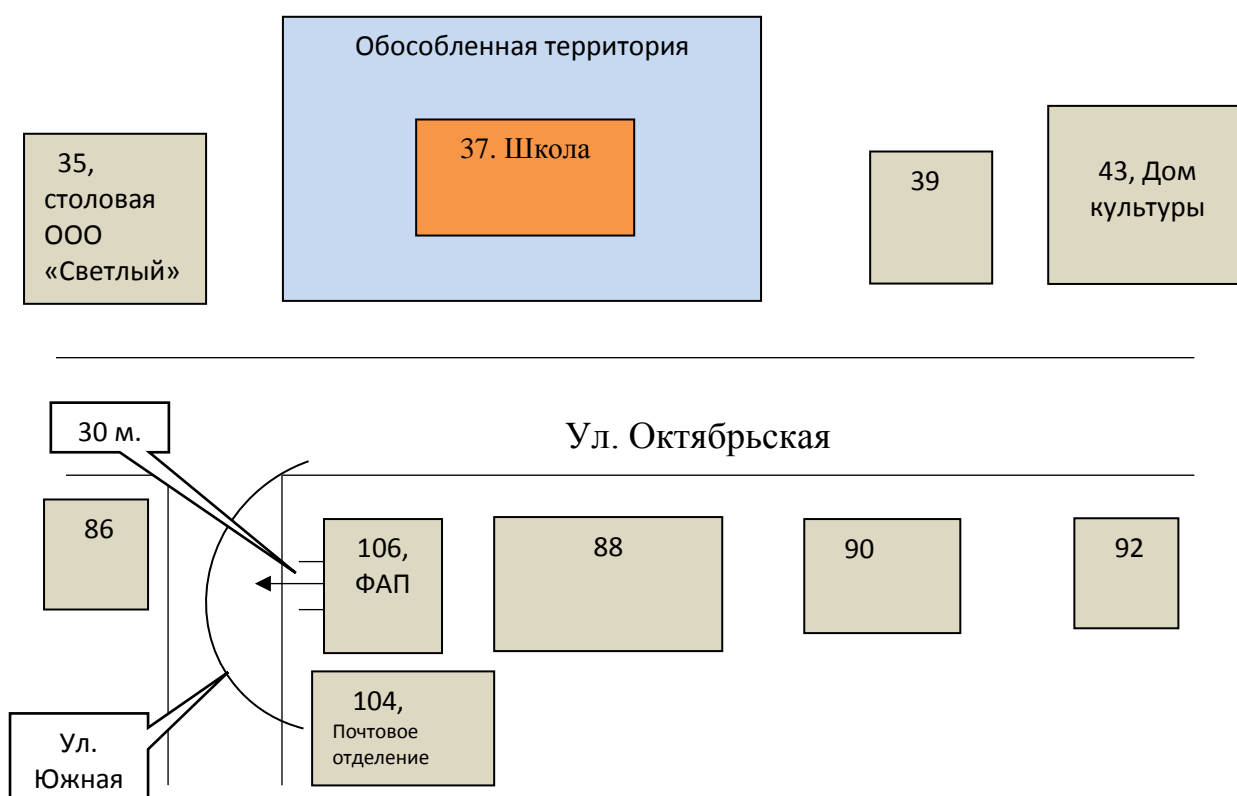 Обособленная территория
37. Школа
35,
столовая
ООО
«Светлый»
39
43, Дом
культуры
30 м.
Ул. Октябрьская
86
106,
ФАП
88
90
92
104,
Почтовое
отделение
Ул.
Южная